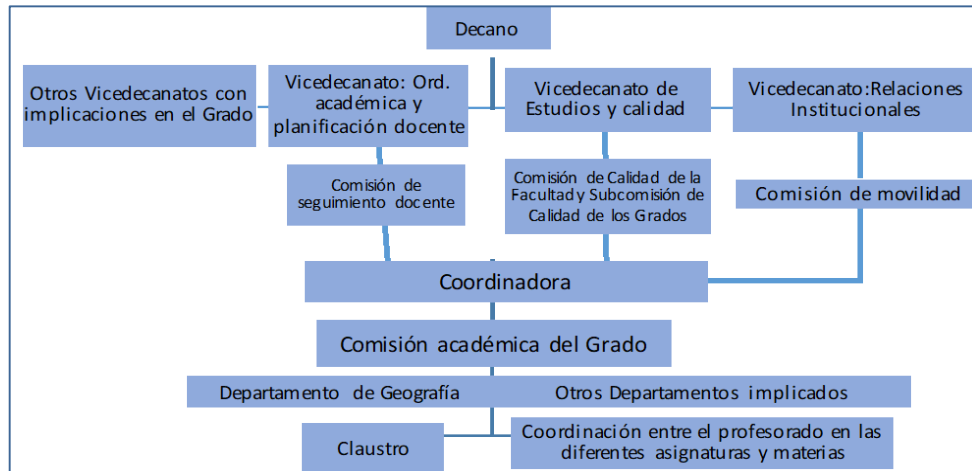 Decano
Otros Vicedecanatos con
implicaciones en el Grado
Vicedecanato: Ord.
académica y
planificación docente
Vicedecanato de
Estudios y calidad
Vicedecanato:Relaciones
Institucionales
Comisión de
seguimiento docente
Comisión de Calidad de la
Facultad y Subcomisión de
Calidad de los Grados
Comisión de movilidad
Coordinadora
Comisión académica del Grado
Departamento de Geografía
Otros Departamentos implicados
Claustro
Coordinación entre el profesorado en las
diferentes asignaturas y materias